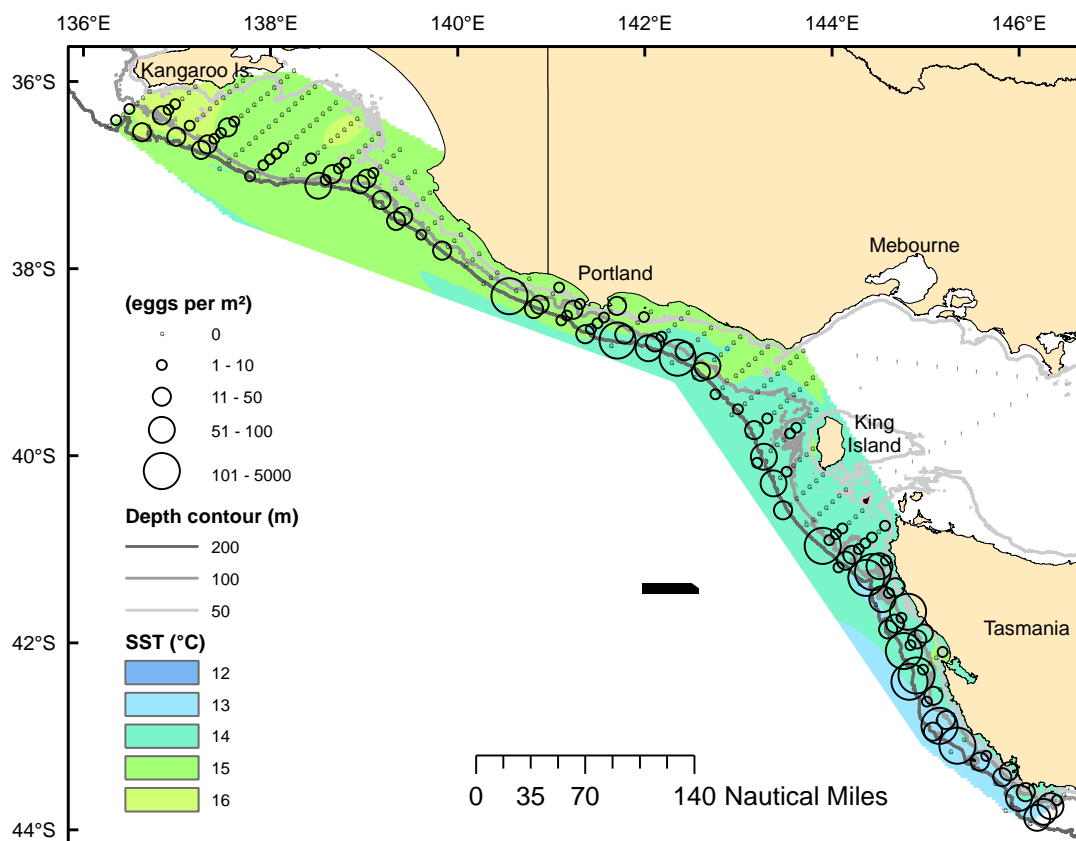 136°E 138°E 140°E 142°E 144°E 146°E
36°S
38°S
40°S
42°S
44°S
Kangaroo Is.
Mebourne
Portland
King
Island
Tasmania
(eggs per m²)
0
1 - 10
11 - 50
51 - 100
101 - 5000
Depth contour (m)
200
100
50
SST (°C)
12
13
14
15
16
0 35 70 140 Nautical Miles